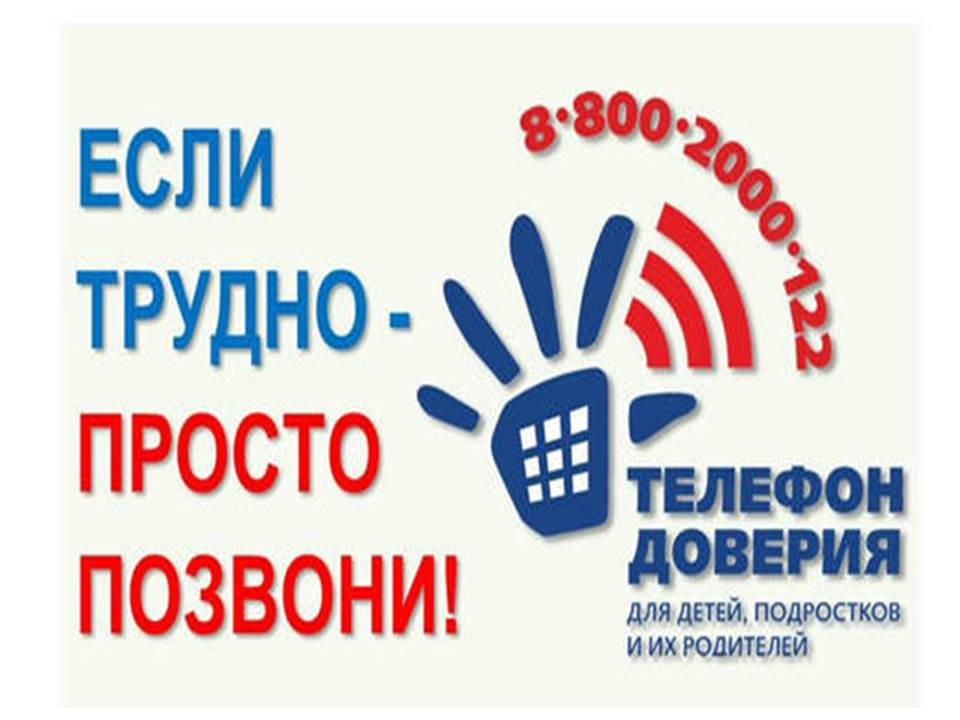 ЕСЛИ
ТРУДНО -
ПРОСТО
ПОЗВОНИ!
8·800·2000·122
ТЕЛЕФОН
ДОВЕРИЯ
ДЛЯ ДЕТЕЙ, ПОДРОСТКОВ
И ИХ РОДИТЕЛЕЙ